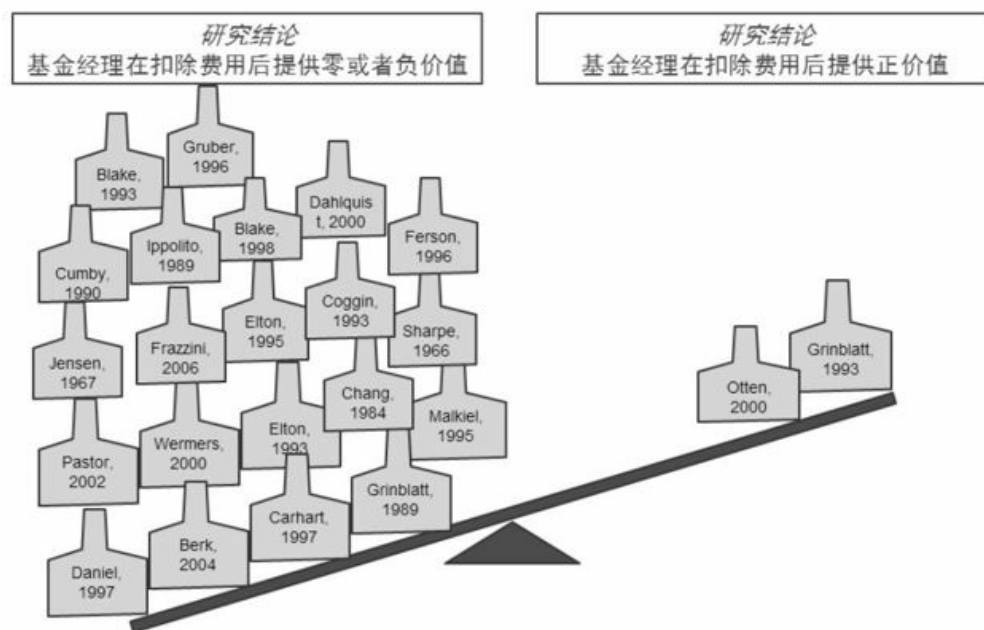 研究结论
基金经理在扣除费用后提供零或者负价值
研究结论
基金经理在扣除费用后提供正价值
Gruber,
1996
Blake,
1993
Dahlquis
t, 2000
Ippolito,
1989
Blake,
1998
Ferson,
1996
Cumby,
1990
Coggin,
1993
Elton,
1995
Sharpe,
1966
Jensen,
1967
Frazzini,
2006
Grinblatt,
1993
Otten,
2000
Chang,
1984
Malkiel,
1995
Elton,
1993
Wermers,
2000
Pastor,
2002
Grinblatt,
1989
Carhart,
1997
Berk,
2004
Daniel,
1997